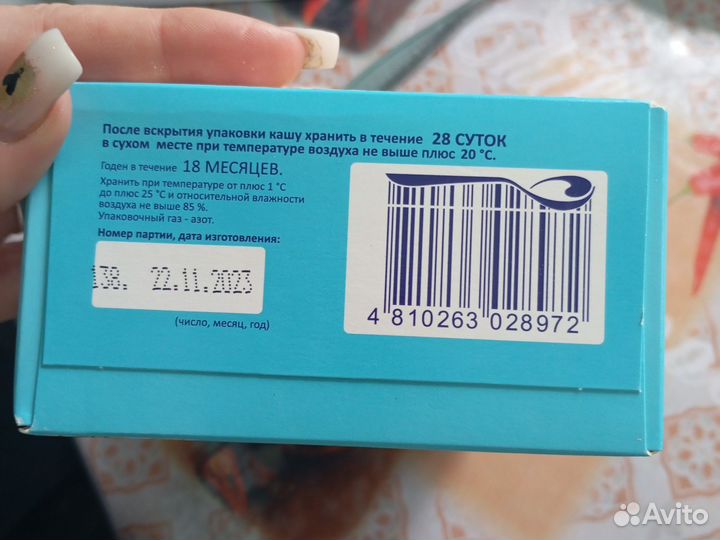 После вскрытия упаковки кашу хранить в течение 28 СУТОК
в сухом месте при температуре воздуха не выше плюс 20 °С.
Годен в течение 18 МЕСЯЦЕВ.
Хранить при температуре от плюс 1 °С
до плюс 25 °С и относительной влажности
воздуха не выше 85 %.
Упаковочный газ - азот.
Номер партии, дата изготовления:
138. 22.11.2023
(число, месяц, год)
4 810263 028972
Avito